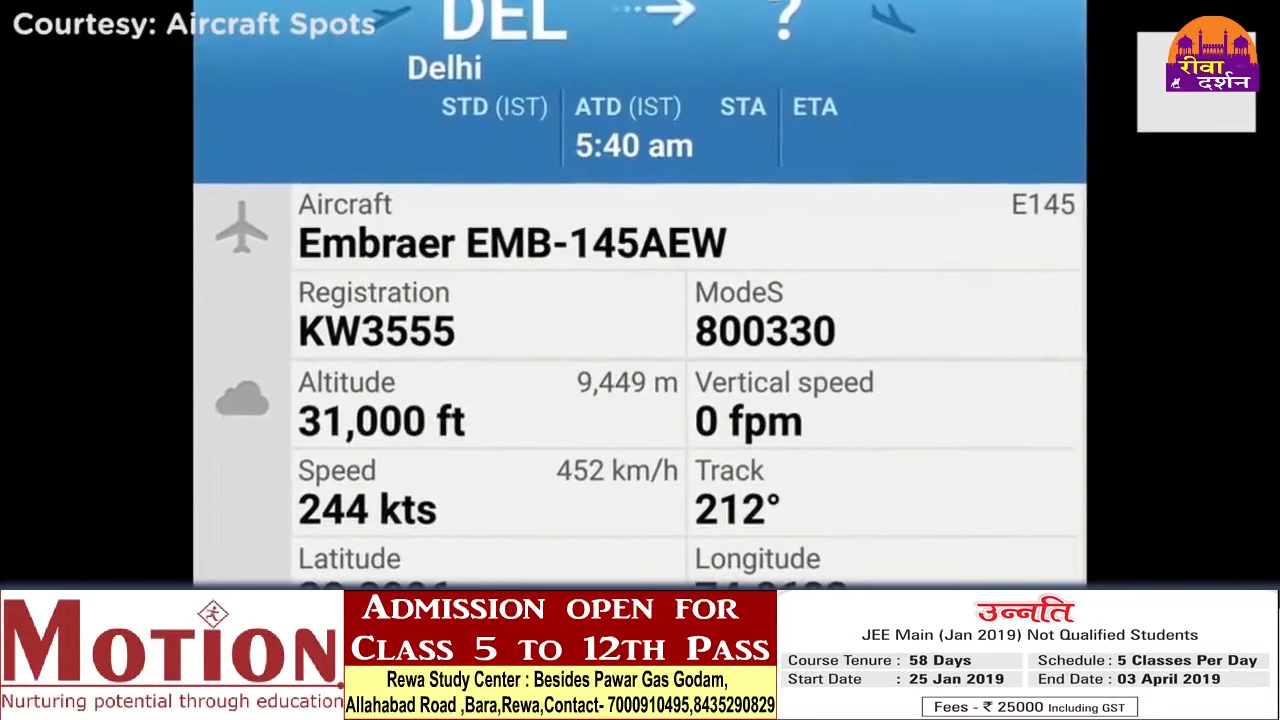 Courtesy: Aircraft Spots
DEL → ?
रीवा
दर्शन
Delhi
STD (IST) ATD (IST) STA ETA
5:40 am
Aircraft E145
Embraer EMB-145AEW
Registration ModeS
KW3555 800330
Altitude 9,449 m Vertical speed
31,000 ft 0 fpm
Speed 452 km/h Track
244 kts 212°
Latitude Longitude
MOTION
Nurturing potential through education
ADMISSION OPEN FOR
CLASS 5 TO 12TH PASS
Rewa Study Center : Besides Pawar Gas Godam,
Allahabad Road ,Bara,Rewa,Contact- 7000910495,8435290829
उन्नति
JEE Main (Jan 2019) Not Qualified Students
Course Tenure : 58 Days Schedule : 5 Classes Per Day
Start Date : 25 Jan 2019 End Date : 03 April 2019
Fees - ₹ 25000 Including GST